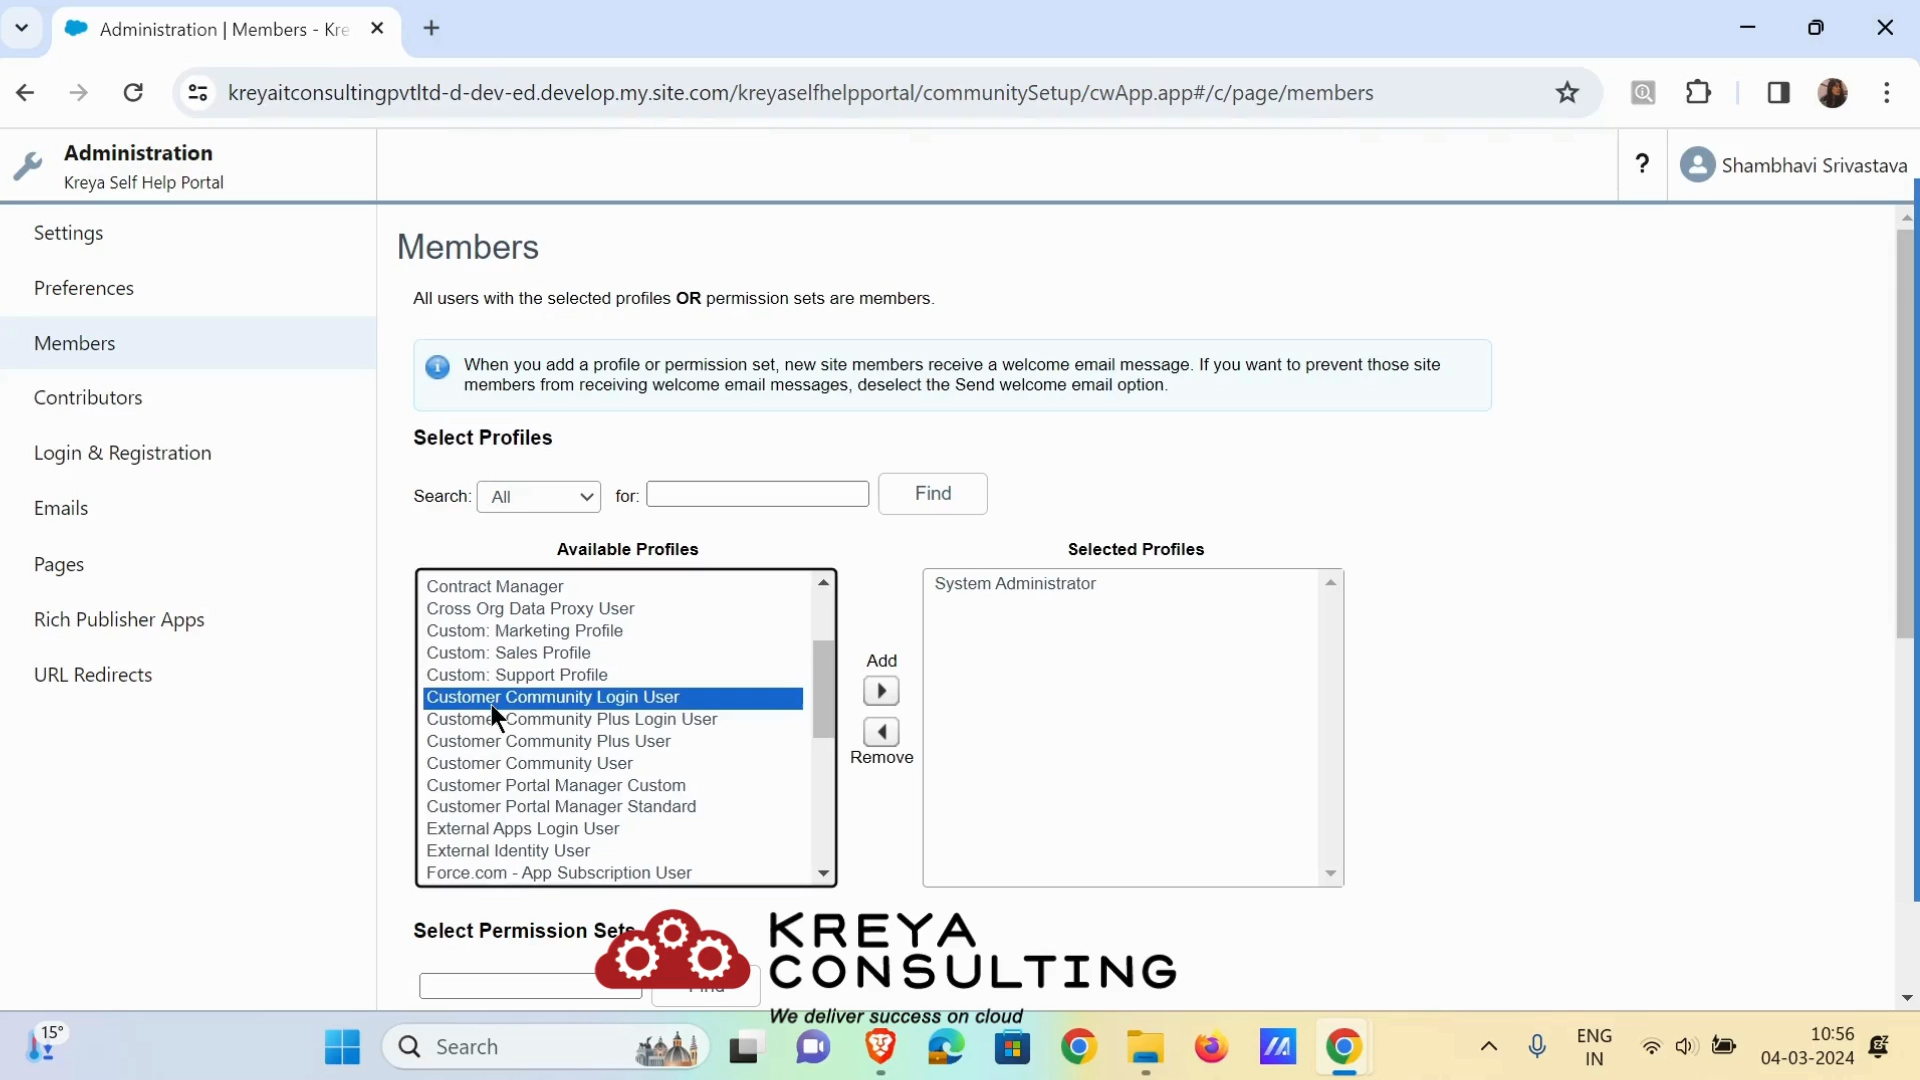 Administration | Members - Kre
kreyaitconsultingpvtltd-d-dev-ed.develop.my.site.com/kreyaselfhelpportal/communitySetup/cwApp.app#/c/page/members
Administration
Kreya Self Help Portal
?
Shambhavi Srivastava
Settings
Preferences
Members
Contributors
Login & Registration
Emails
Pages
Rich Publisher Apps
URL Redirects
Members
All users with the selected profiles OR permission sets are members.
When you add a profile or permission set, new site members receive a welcome email message. If you want to prevent those site
members from receiving welcome email messages, deselect the Send welcome email option.
Select Profiles
Search: All for: Find
Available Profiles
Contract Manager
Cross Org Data Proxy User
Custom: Marketing Profile
Custom: Sales Profile
Custom: Support Profile
Customer Community Login User
Customer Community Plus Login User
Customer Community Plus User
Customer Community User
Customer Portal Manager Custom
Customer Portal Manager Standard
External Apps Login User
External Identity User
Force.com - App Subscription User
Add
Remove
Selected Profiles
System Administrator
Select Permission Sets
Find
KREYA
CONSULTING
We deliver success on cloud
15°
Search
ENG
IN
10:56
04-03-2024